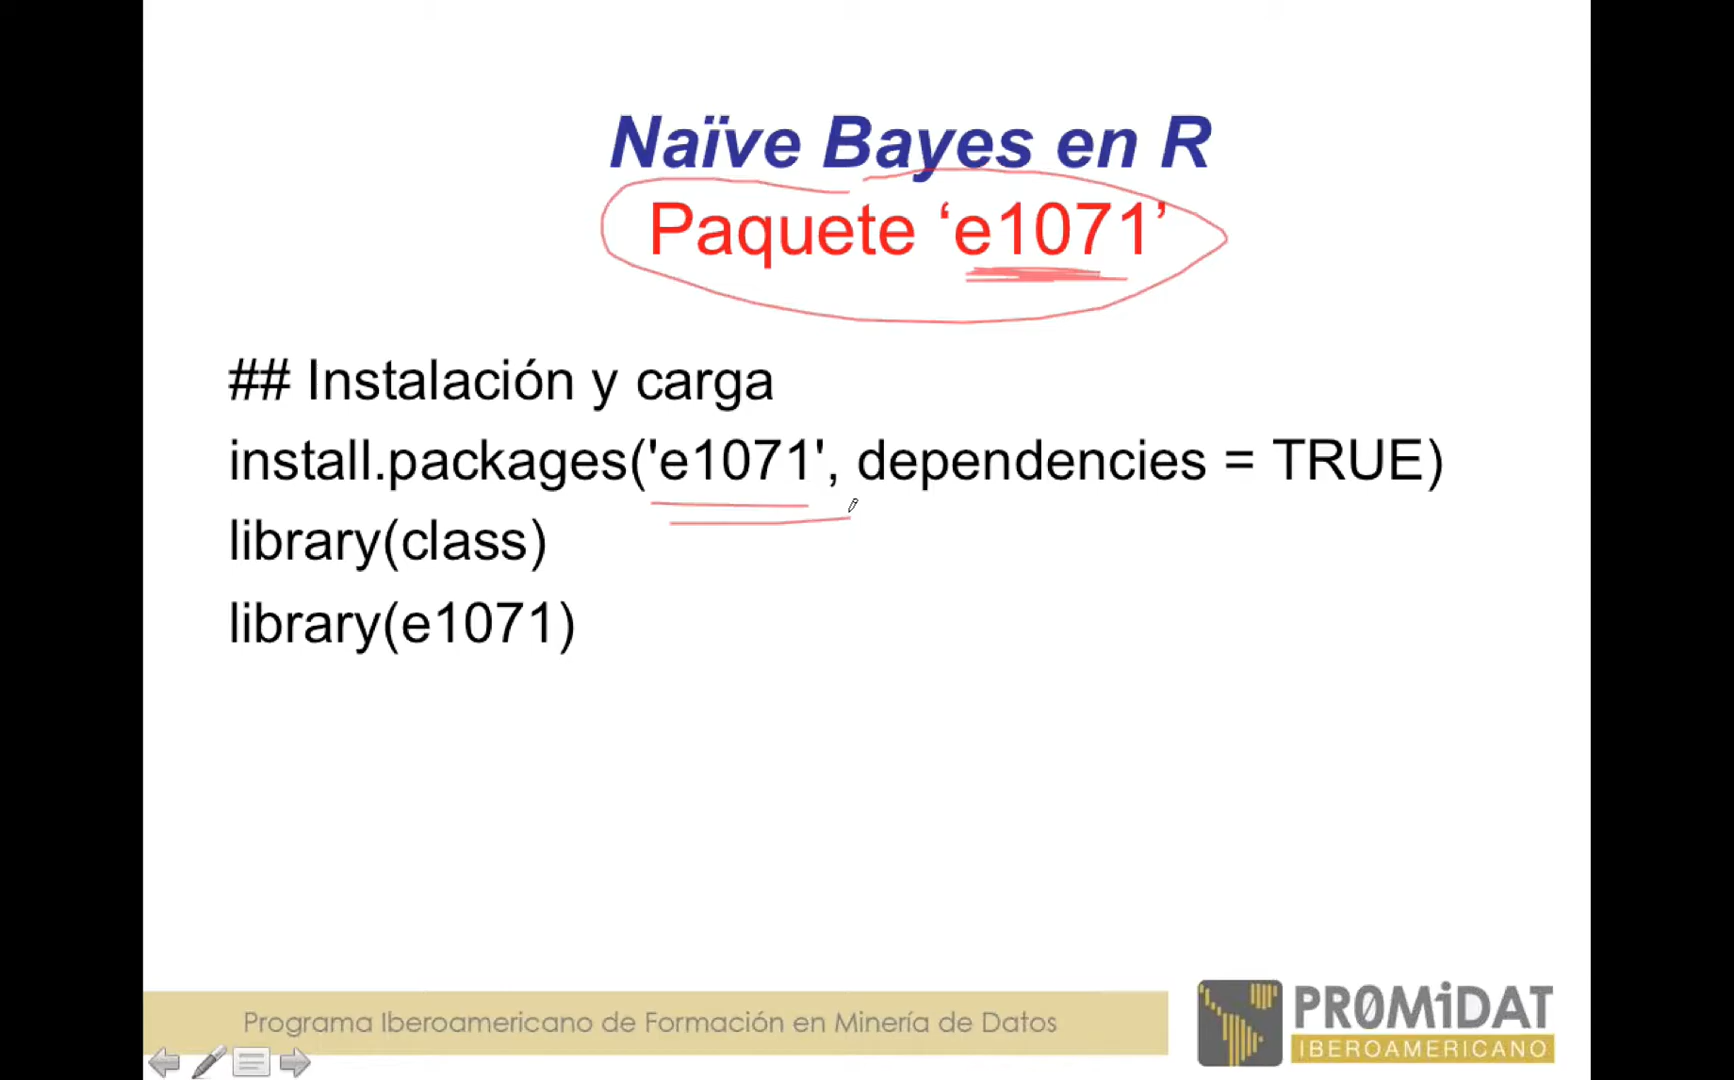 Naïve Bayes en R
Paquete ‘e1071’
## Instalación y carga
install.packages('e1071', dependencies = TRUE)
library(class)
library(e1071)
Programa Iberoamericano de Formación en Minería de Datos
PR0MiDAT
IBEROAMERICANO